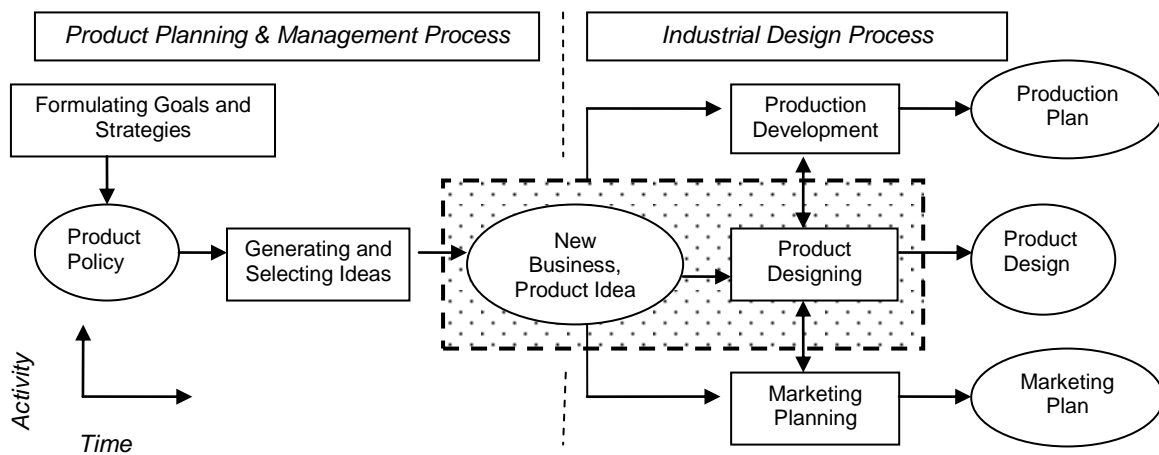 Product Planning & Management Process
Industrial Design Process
Formulating Goals and
Strategies
Production
Development
Production
Plan
Product
Policy
Generating and
Selecting Ideas
New
Business,
Product Idea
Product
Designing
Product
Design
Marketing
Planning
Marketing
Plan
Activity
Time